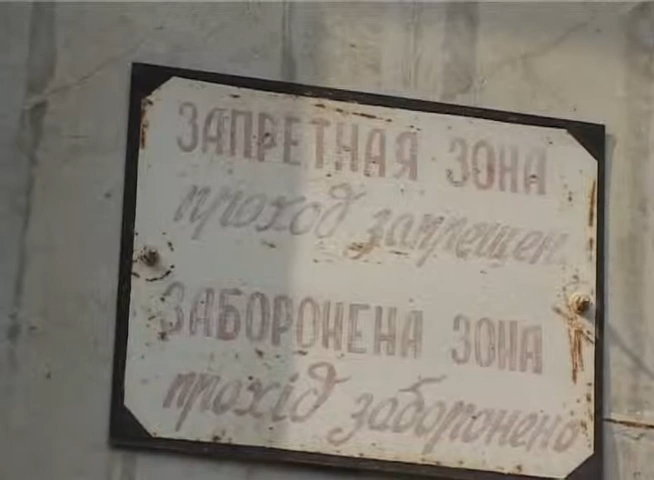 ЗАПРЕТНАЯ ЗОНА
проход запрещен
ЗАБОРОНЕНА ЗОНА
прохід заборонено